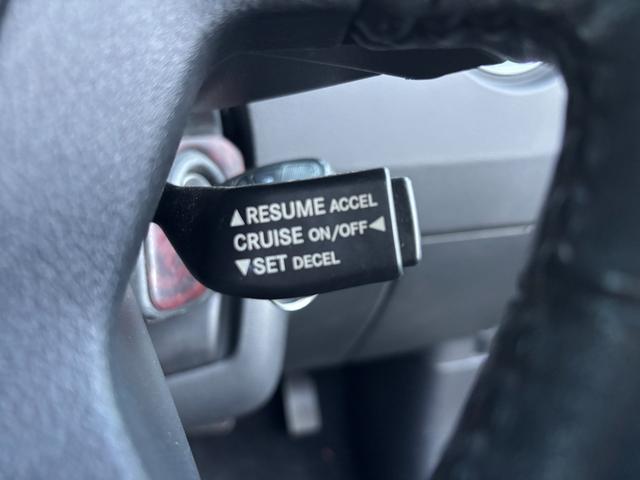 ▲RESUME ACCEL
CRUISE ON/OFF◀
▼SET DECEL